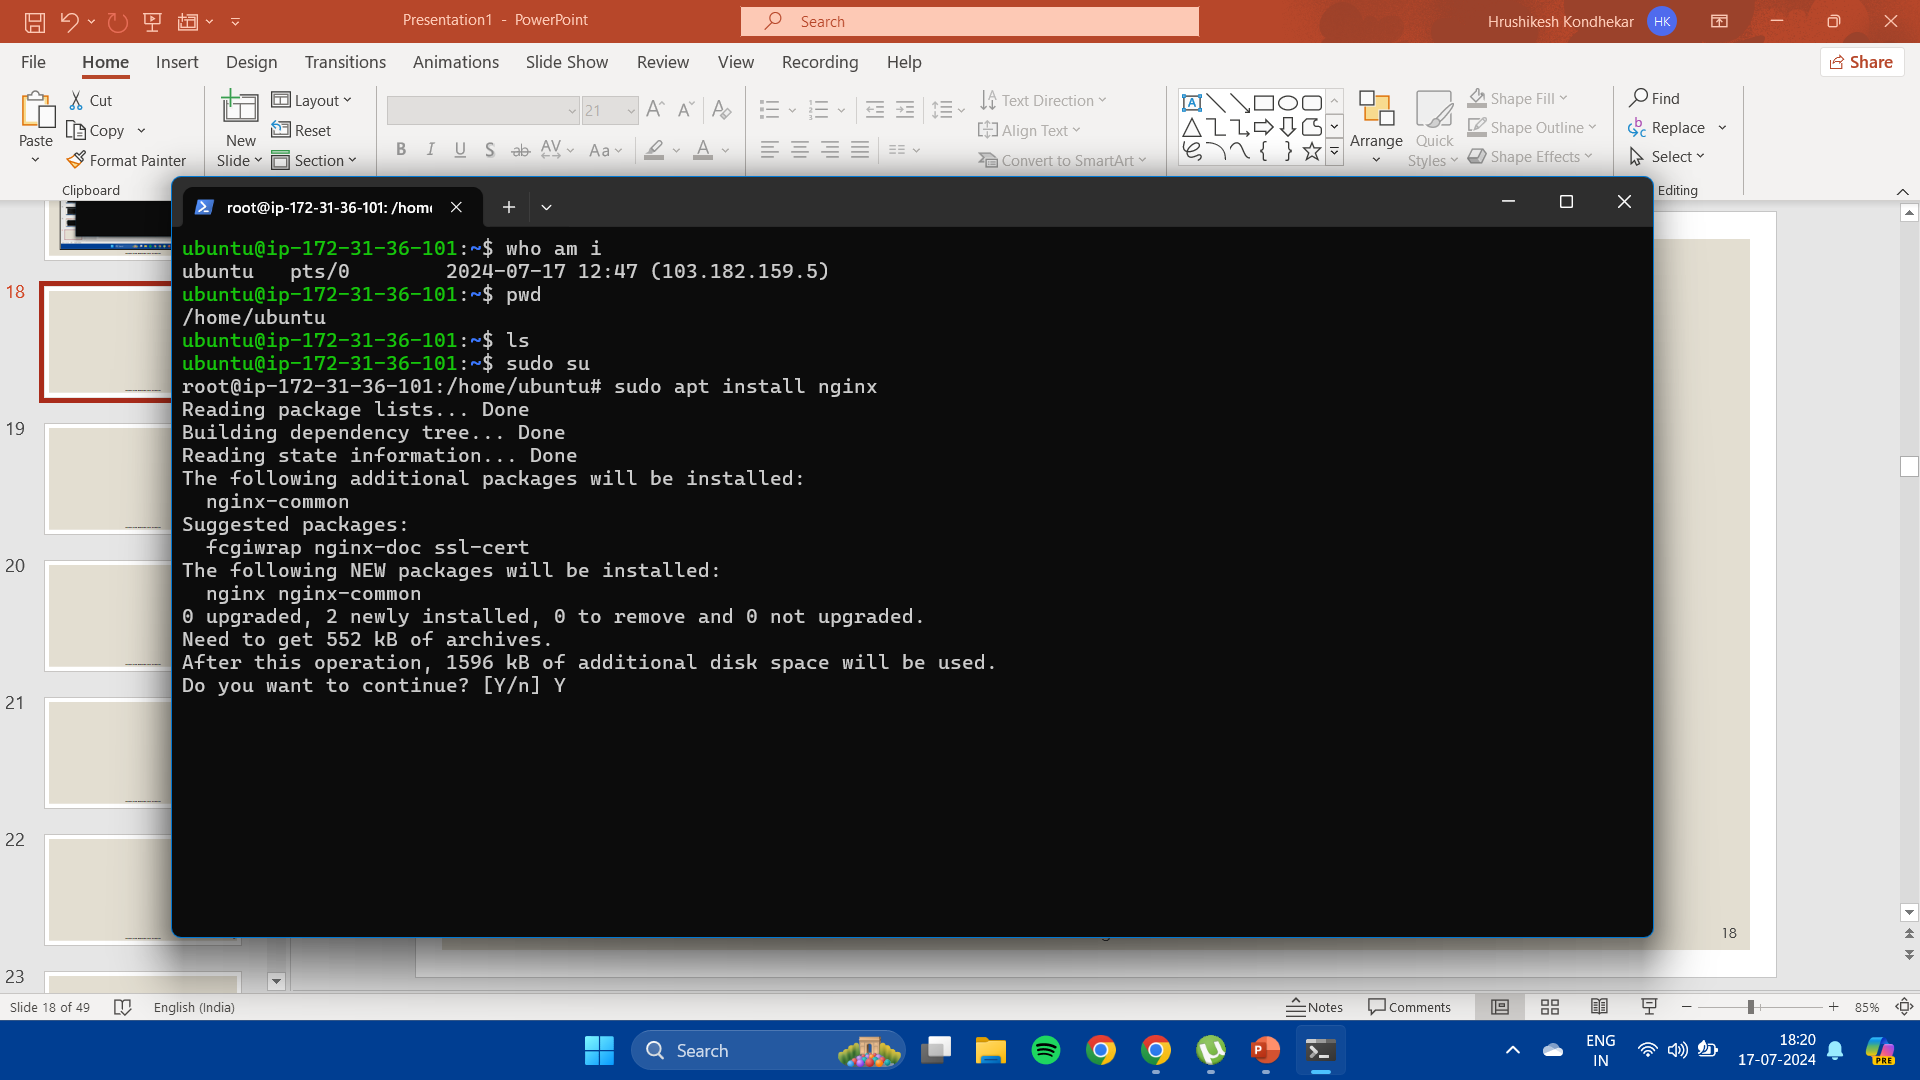 Presentation1 - PowerPoint
Search
Hrushikesh Kondhekar
HK
File
Home
Insert
Design
Transitions
Animations
Slide Show
Review
View
Recording
Help
Share
Paste
Cut
Copy
Format Painter
Clipboard
New
Slide
Layout
Reset
Section
21
Text Direction
Align Text
Convert to SmartArt
Arrange
Quick
Styles
Shape Fill
Shape Outline
Shape Effects
Find
Replace
Select
Editing
root@ip-172-31-36-101: /home
ubuntu@ip-172-31-36-101:~$ who am i
ubuntu   pts/0        2024-07-17 12:47 (103.182.159.5)
ubuntu@ip-172-31-36-101:~$ pwd
/home/ubuntu
ubuntu@ip-172-31-36-101:~$ ls
ubuntu@ip-172-31-36-101:~$ sudo su
root@ip-172-31-36-101:/home/ubuntu# sudo apt install nginx
Reading package lists... Done
Building dependency tree... Done
Reading state information... Done
The following additional packages will be installed:
  nginx-common
Suggested packages:
  fcgiwrap nginx-doc ssl-cert
The following NEW packages will be installed:
  nginx nginx-common
0 upgraded, 2 newly installed, 0 to remove and 0 not upgraded.
Need to get 552 kB of archives.
After this operation, 1596 kB of additional disk space will be used.
Do you want to continue? [Y/n] Y
18
19
20
21
22
23
18
Slide 18 of 49
English (India)
Notes
Comments
85%
Search
ENG
IN
18:20
17-07-2024
PRE